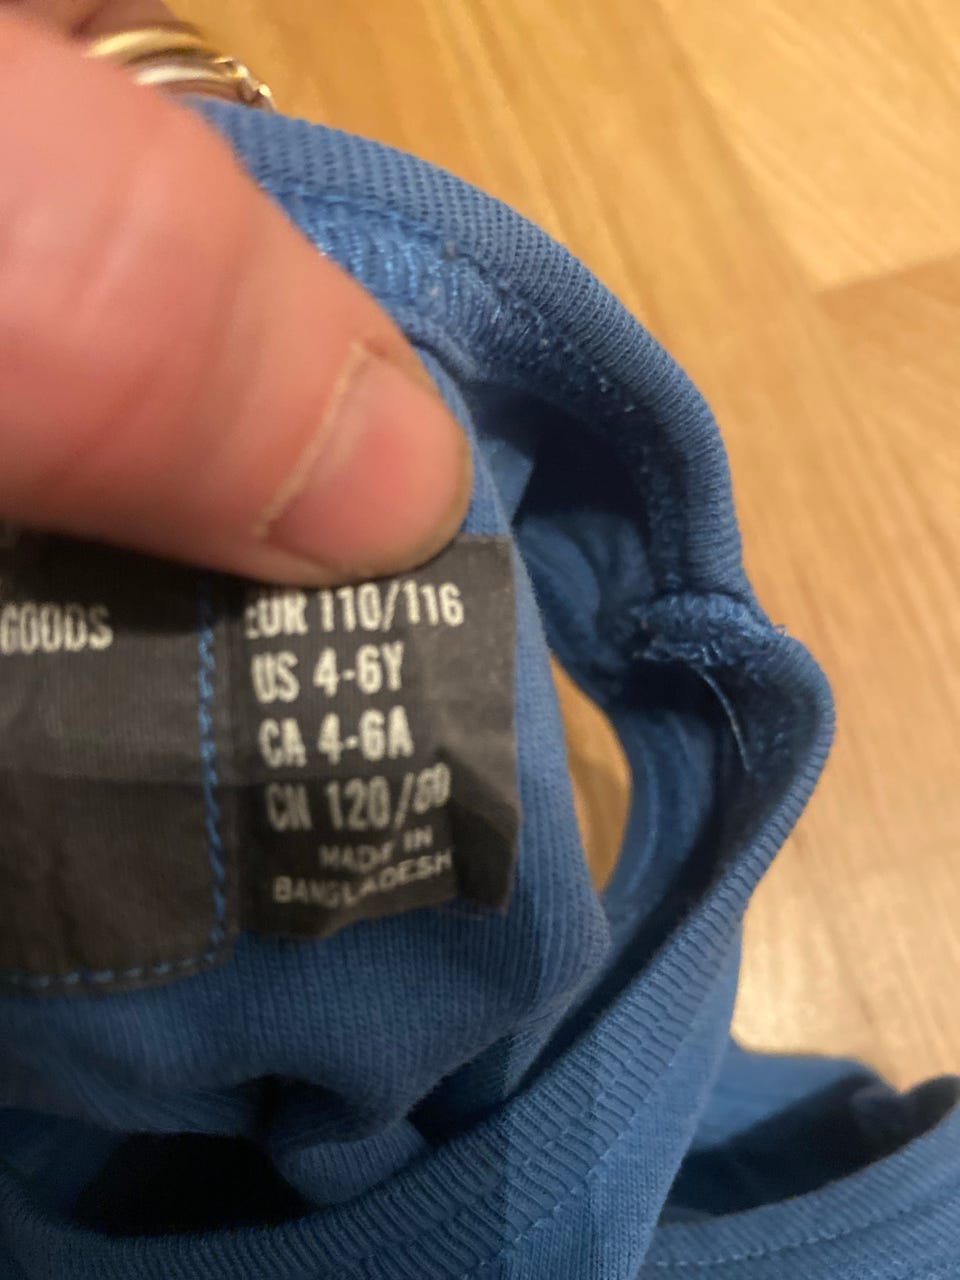 GOODS
EUR 110/116
US 4-6Y
CA 4-6A
CN 120/60
MADE IN
BANGLADESH